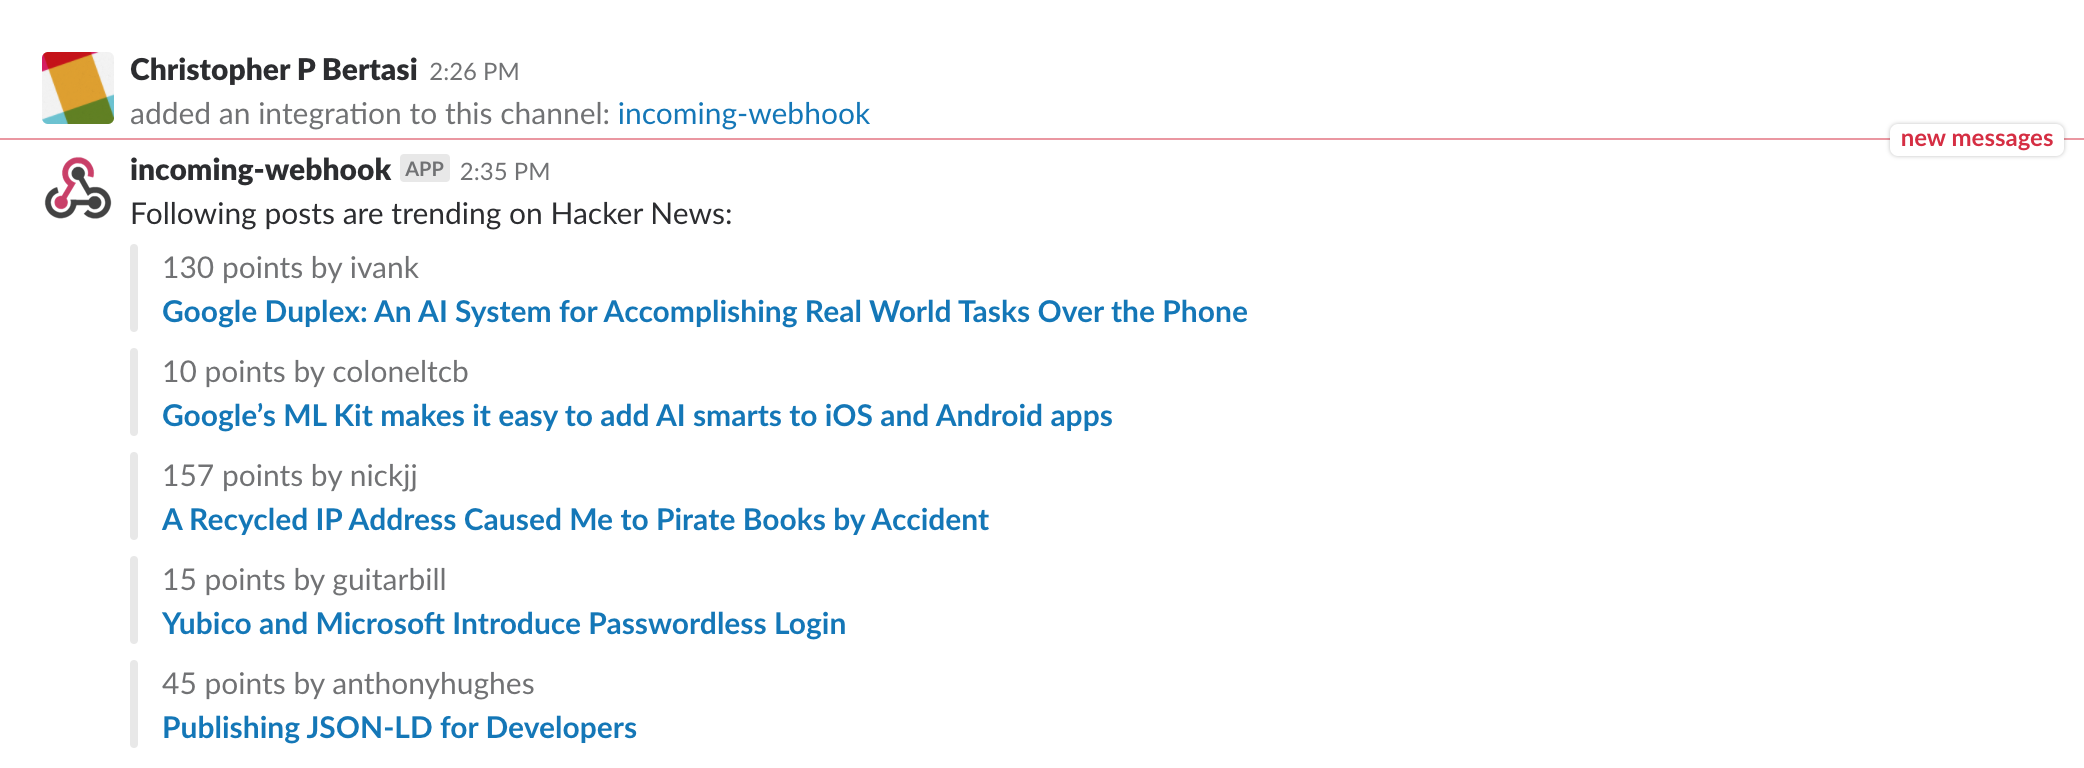 Christopher P Bertasi 2:26 PM
added an integration to this channel: incoming-webhook
new messages
incoming-webhook APP 2:35 PM
Following posts are trending on Hacker News:
130 points by ivank
Google Duplex: An AI System for Accomplishing Real World Tasks Over the Phone
10 points by coloneltcb
Google’s ML Kit makes it easy to add AI smarts to iOS and Android apps
157 points by nickjj
A Recycled IP Address Caused Me to Pirate Books by Accident
15 points by guitarbill
Yubico and Microsoft Introduce Passwordless Login
45 points by anthonyhughes
Publishing JSON-LD for Developers